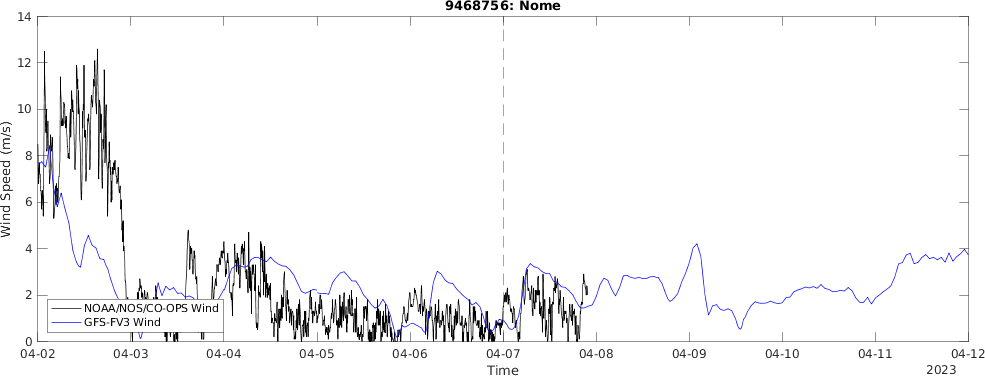 9468756: Nome
Wind Speed (m/s)
14
12
10
8
6
4
2
0
NOAA/NOS/CO-OPS Wind
GFS-FV3 Wind
04-02 04-03 04-04 04-05 04-06 04-07 04-08 04-09 04-10 04-11 04-12
Time
2023